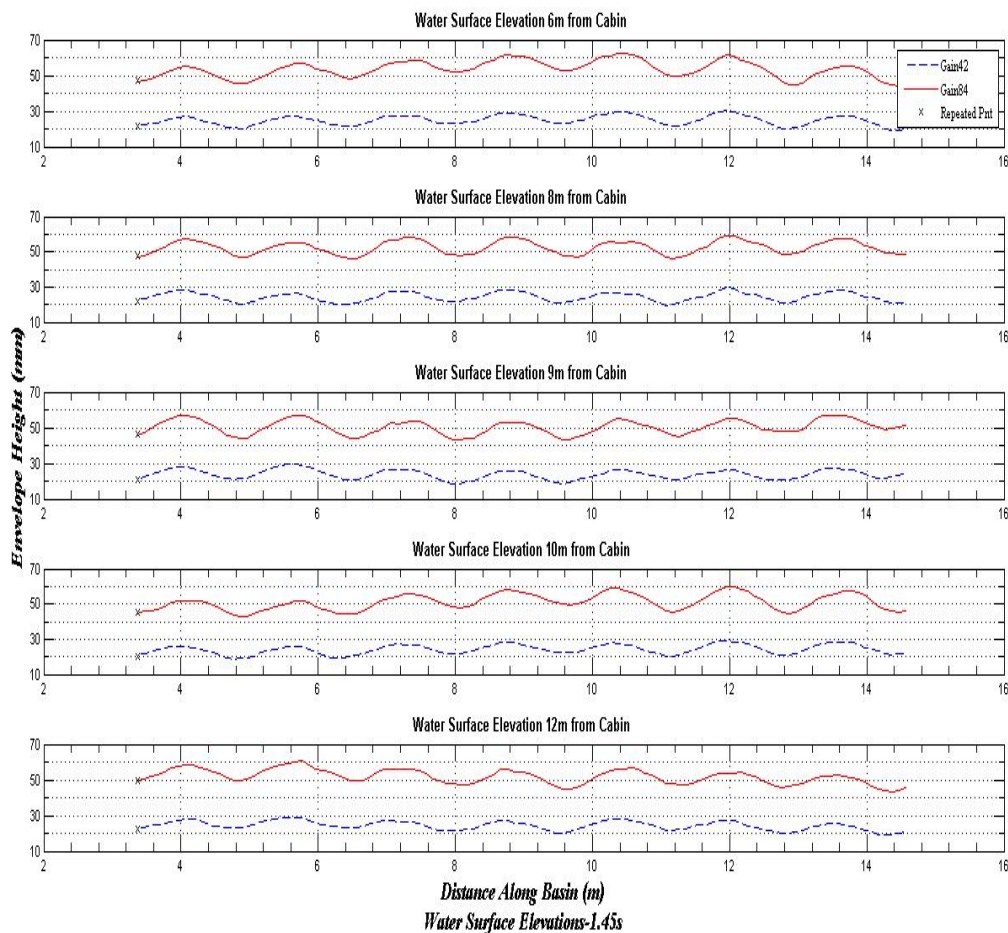 Water Surface Elevation 6m from Cabin
70
50
30
10
2 4 6 8 10 12 14 16
Gain42
Gain84
Repeated Pnt
Water Surface Elevation 8m from Cabin
70
50
30
10
2 4 6 8 10 12 14 16
Water Surface Elevation 9m from Cabin
70
50
30
10
2 4 6 8 10 12 14 16
Envelope Height (mm)
Water Surface Elevation 10m from Cabin
70
50
30
10
2 4 6 8 10 12 14 16
Water Surface Elevation 12m from Cabin
70
50
30
10
2 4 6 8 10 12 14 16
Distance Along Basin (m)
Water Surface Elevations-1.45s